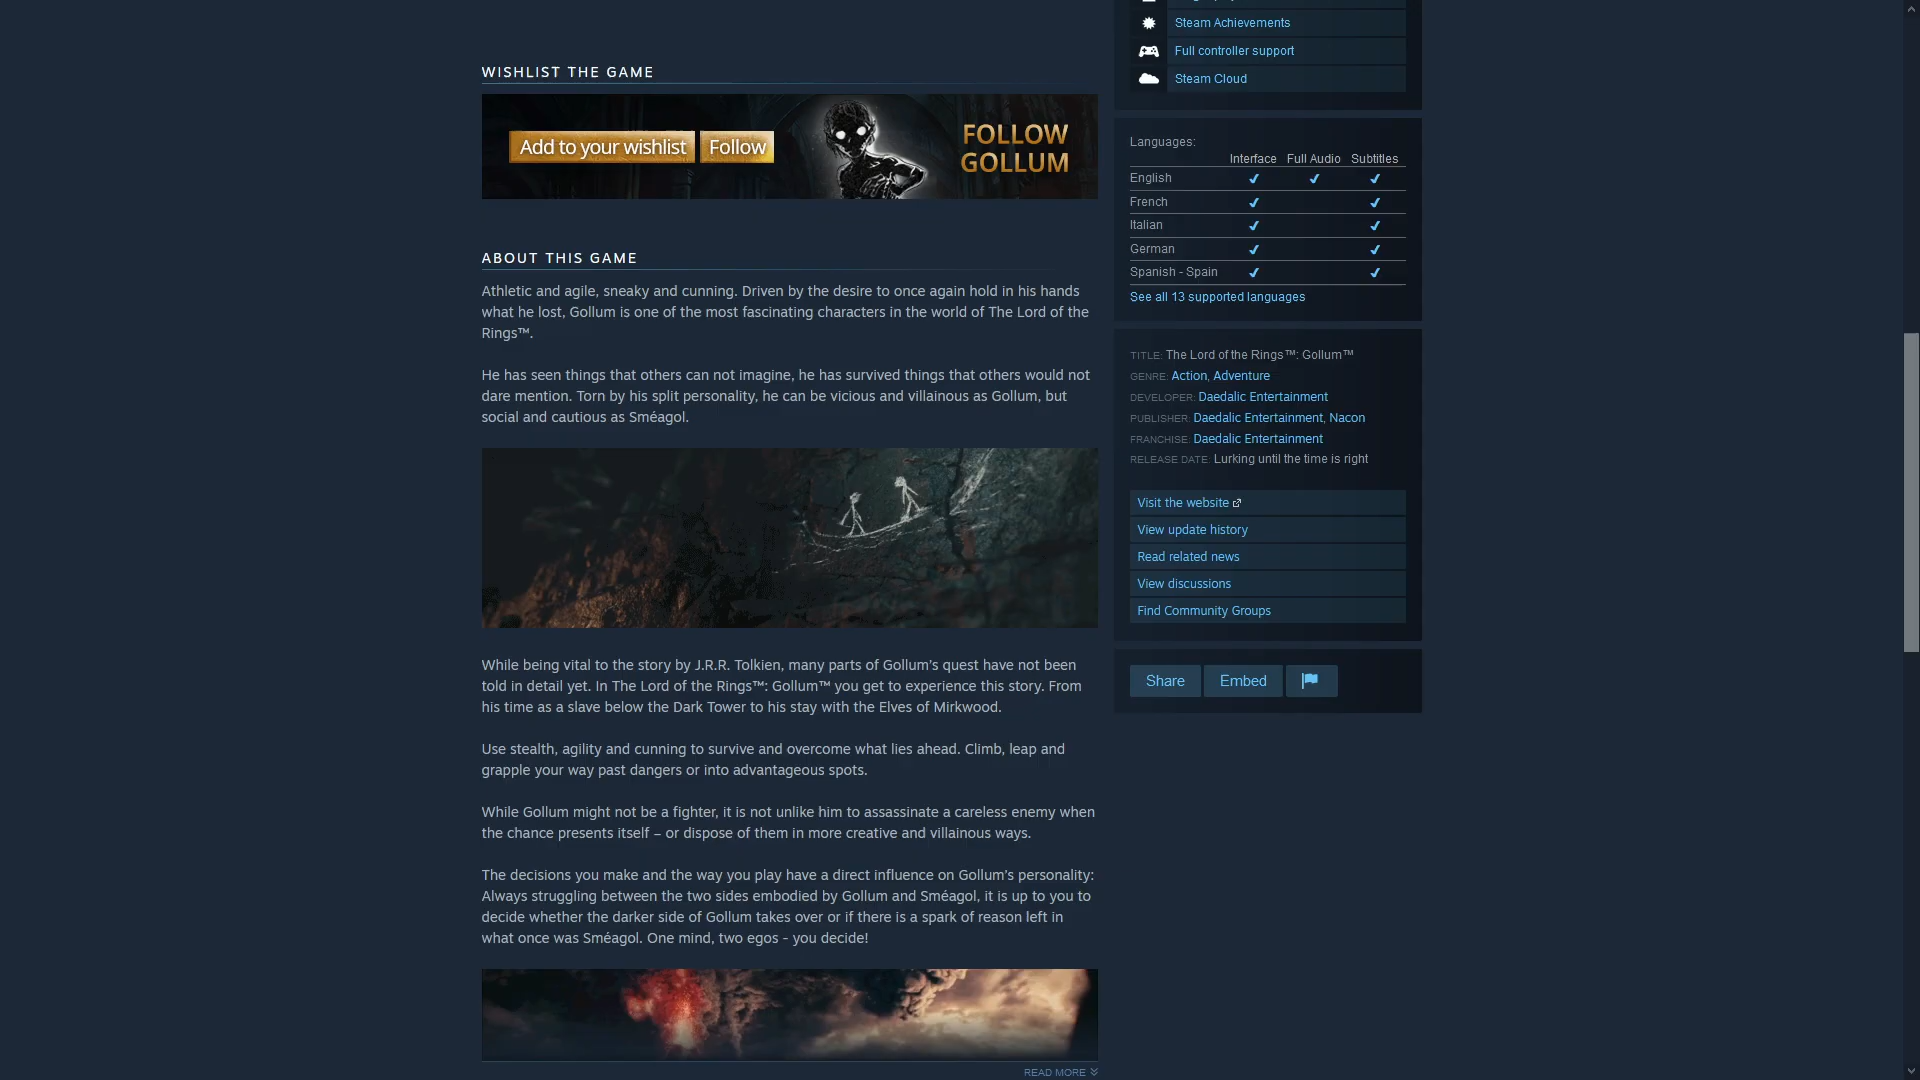 WISHLIST THE GAME
Add to your wishlist
Follow
FOLLOW
GOLLUM
ABOUT THIS GAME
Athletic and agile, sneaky and cunning. Driven by the desire to once again hold in his hands
what he lost, Gollum is one of the most fascinating characters in the world of The Lord of the
Rings™.
He has seen things that others can not imagine, he has survived things that others would not
dare mention. Torn by his split personality, he can be vicious and villainous as Gollum, but
social and cautious as Sméagol.
While being vital to the story by J.R.R. Tolkien, many parts of Gollum's quest have not been
told in detail yet. In The Lord of the Rings™: Gollum™ you get to experience this story. From
his time as a slave below the Dark Tower to his stay with the Elves of Mirkwood.
Use stealth, agility and cunning to survive and overcome what lies ahead. Climb, leap and
grapple your way past dangers or into advantageous spots.
While Gollum might not be a fighter, it is not unlike him to assassinate a careless enemy when
the chance presents itself – or dispose of them in more creative and villainous ways.
The decisions you make and the way you play have a direct influence on Gollum's personality:
Always struggling between the two sides embodied by Gollum and Sméagol, it is up to you to
decide whether the darker side of Gollum takes over or if there is a spark of reason left in
what once was Sméagol. One mind, two egos - you decide!
READ MORE
Steam Achievements
Full controller support
Steam Cloud
Languages:
Interface Full Audio Subtitles
English ✔ ✔ ✔
French ✔ ✔
Italian ✔ ✔
German ✔ ✔
Spanish - Spain ✔ ✔
See all 13 supported languages
TITLE: The Lord of the Rings™: Gollum™
GENRE: Action, Adventure
DEVELOPER: Daedalic Entertainment
PUBLISHER: Daedalic Entertainment, Nacon
FRANCHISE: Daedalic Entertainment
RELEASE DATE: Lurking until the time is right
Visit the website
View update history
Read related news
View discussions
Find Community Groups
Share
Embed